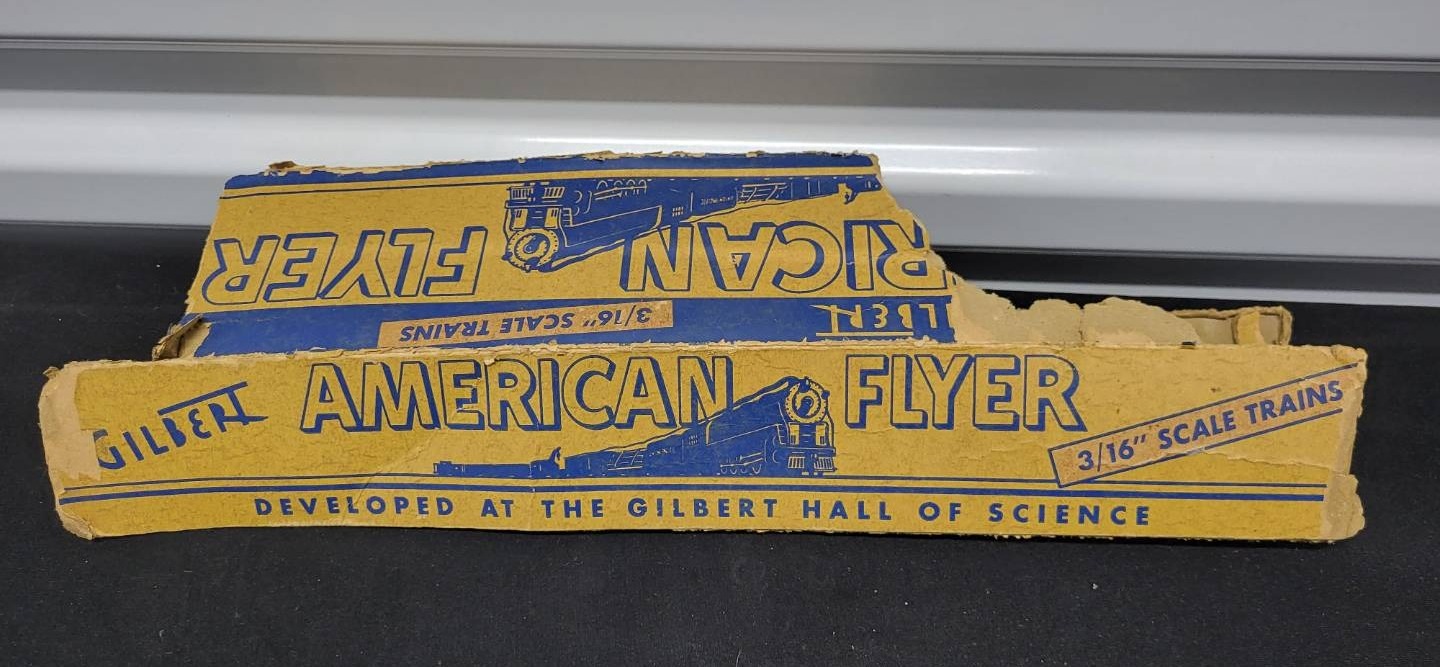 FLYER
RICAN
3/16" SCALE TRAINS
LBERT
GILBERT
AMERICAN FLYER
3/16" SCALE TRAINS
DEVELOPED AT THE GILBERT HALL OF SCIENCE